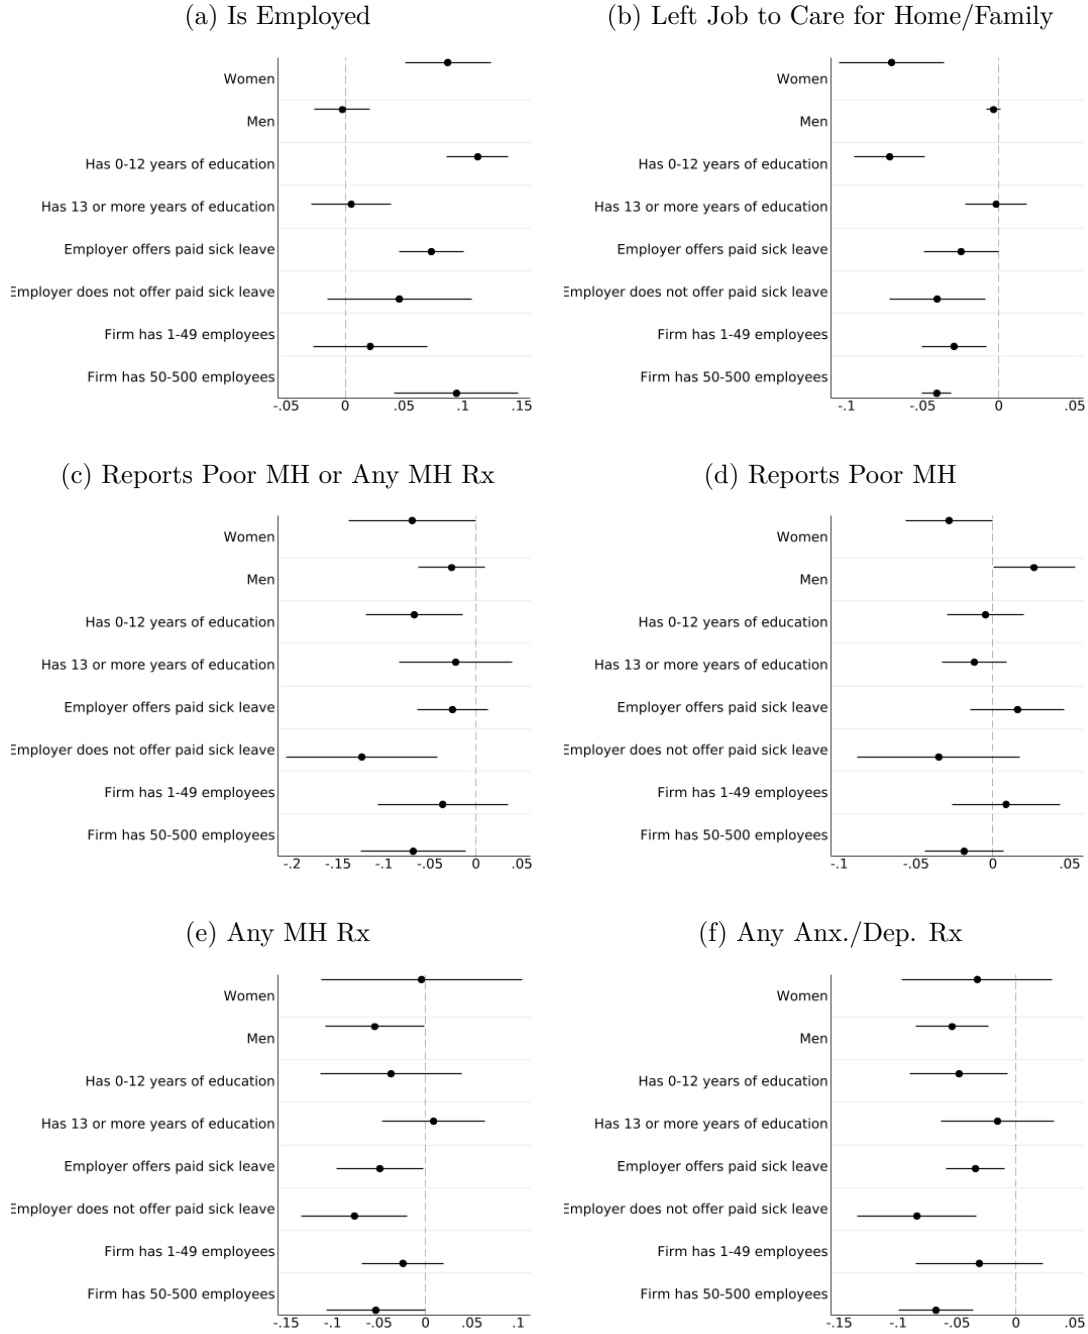 (a) Is Employed
Women
Men
Has 0-12 years of education
Has 13 or more years of education
Employer offers paid sick leave
Employer does not offer paid sick leave
Firm has 1-49 employees
Firm has 50-500 employees
-.05 0 .05 .1 .15
(b) Left Job to Care for Home/Family
Women
Men
Has 0-12 years of education
Has 13 or more years of education
Employer offers paid sick leave
Employer does not offer paid sick leave
Firm has 1-49 employees
Firm has 50-500 employees
-.1 -.05 0 .05
(c) Reports Poor MH or Any MH Rx
Women
Men
Has 0-12 years of education
Has 13 or more years of education
Employer offers paid sick leave
Employer does not offer paid sick leave
Firm has 1-49 employees
Firm has 50-500 employees
-.2 -.15 -.1 -.05 0 .05
(d) Reports Poor MH
Women
Men
Has 0-12 years of education
Has 13 or more years of education
Employer offers paid sick leave
Employer does not offer paid sick leave
Firm has 1-49 employees
Firm has 50-500 employees
-.1 -.05 0 .05
(e) Any MH Rx
Women
Men
Has 0-12 years of education
Has 13 or more years of education
Employer offers paid sick leave
Employer does not offer paid sick leave
Firm has 1-49 employees
Firm has 50-500 employees
-.15 -.1 -.05 0 .05 .1
(f) Any Anx./Dep. Rx
Women
Men
Has 0-12 years of education
Has 13 or more years of education
Employer offers paid sick leave
Employer does not offer paid sick leave
Firm has 1-49 employees
Firm has 50-500 employees
-.15 -.1 -.05 0 .05